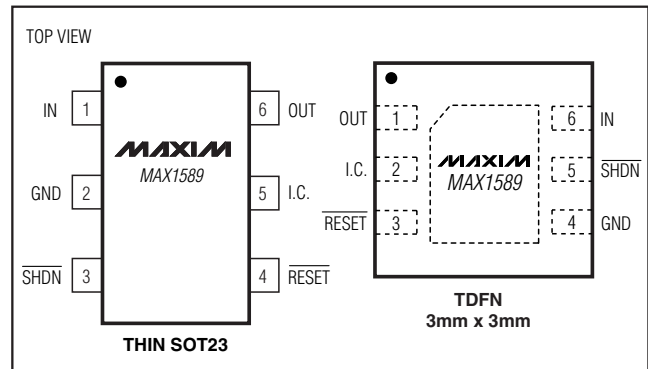 TOP VIEW
IN 1
6 OUT
MAXIM
MAX1589
GND 2
5 I.C.
SHDN 3
4 RESET
THIN SOT23
OUT 1
6 IN
MAXIM
MAX1589
I.C. 2
5 SHDN
RESET 3
4 GND
TDFN
3mm x 3mm